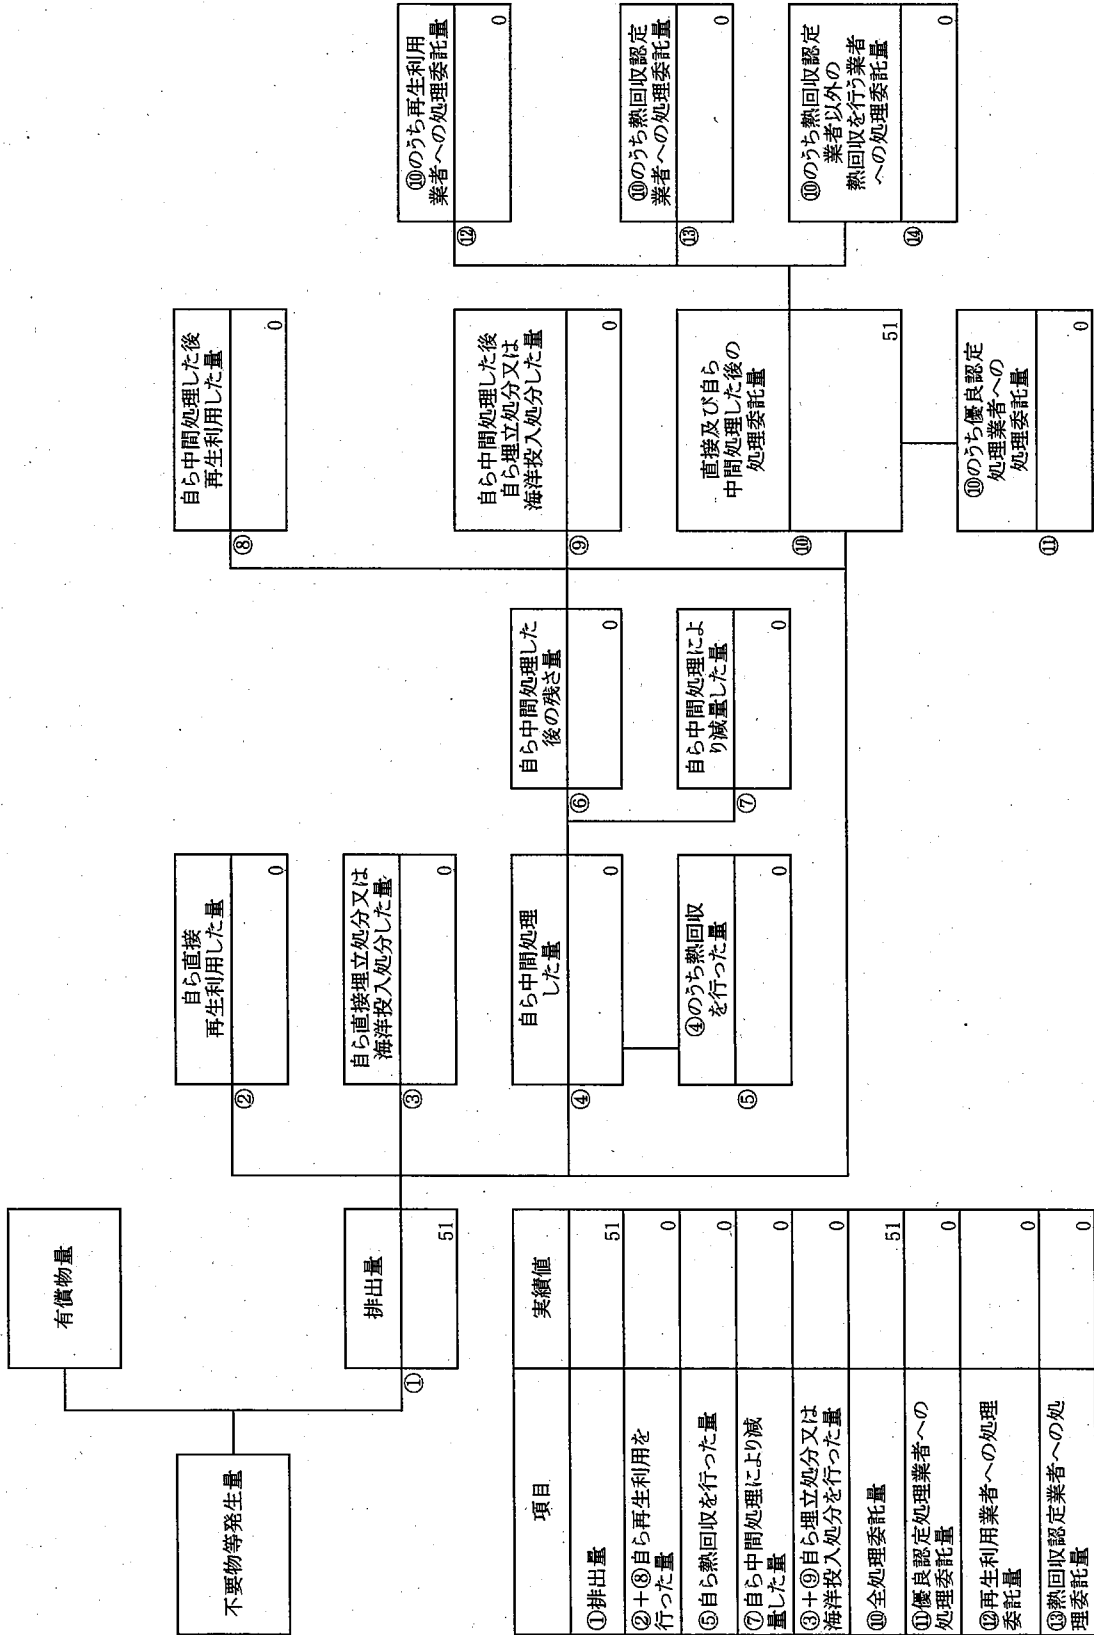 不要物等発生量
有償物量
排出量
①
51
②
自ら直接
再生利用した量
0
③
自ら直接埋立処分又は
海洋投入処分した量
0
④
自ら中間処理
した量
0
⑤
④のうち熱回収
を行った量
0
⑥
自ら中間処理した
後の残さ量
0
⑦
自ら中間処理によ
り減量した量
0
⑧
自ら中間処理した後
再生利用した量
0
⑨
自ら中間処理した後
自ら埋立処分又は
海洋投入処分した量
0
⑩
直接及び自ら
中間処理した後の
処理委託量
51
⑪
⑩のうち優良認定
処理業者への
処理委託量
0
⑫
⑩のうち再生利用
業者への処理委託量
0
⑬
⑩のうち熱回収認定
業者への処理委託量
0
⑭
⑩のうち熱回収認定
業者以外の
熱回収を行う業者
への処理委託量
0
項目 実績値
①排出量 51
②+⑧自ら再生利用を
行った量 0
⑤自ら熱回収を行った量 0
⑦自ら中間処理により減
量した量 0
③+⑨自ら埋立処分又は
海洋投入処分を行った量 0
⑩全処理委託量 51
⑪優良認定処理業者への
処理委託量 0
⑫再生利用業者への処理
委託量 0
⑬熱回収認定業者への処
理委託量 0